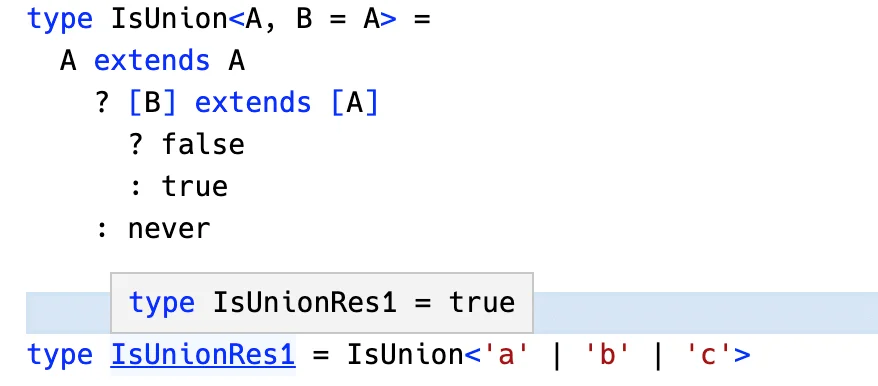 type IsUnion<A, B = A> =
  A extends A
    ? [B] extends [A]
      ? false
      : true
    : never
type IsUnionRes1 = true
type IsUnionRes1 = IsUnion<'a' | 'b' | 'c'>